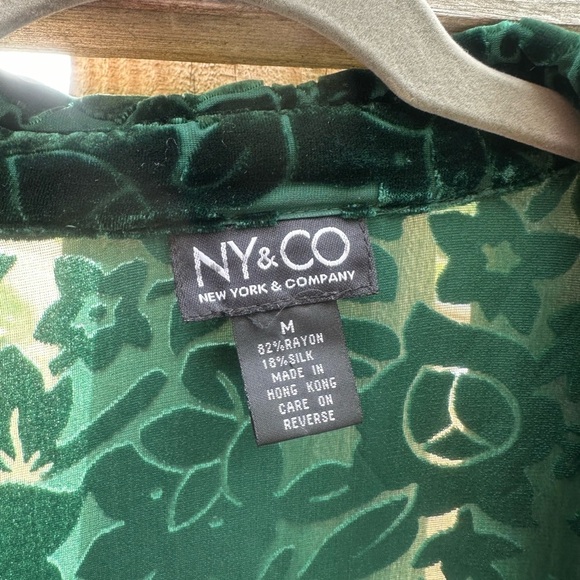 NY&CO
NEW YORK & COMPANY
M
82%RAYON
18%SILK
MADE IN
HONG KONG
CARE ON
REVERSE